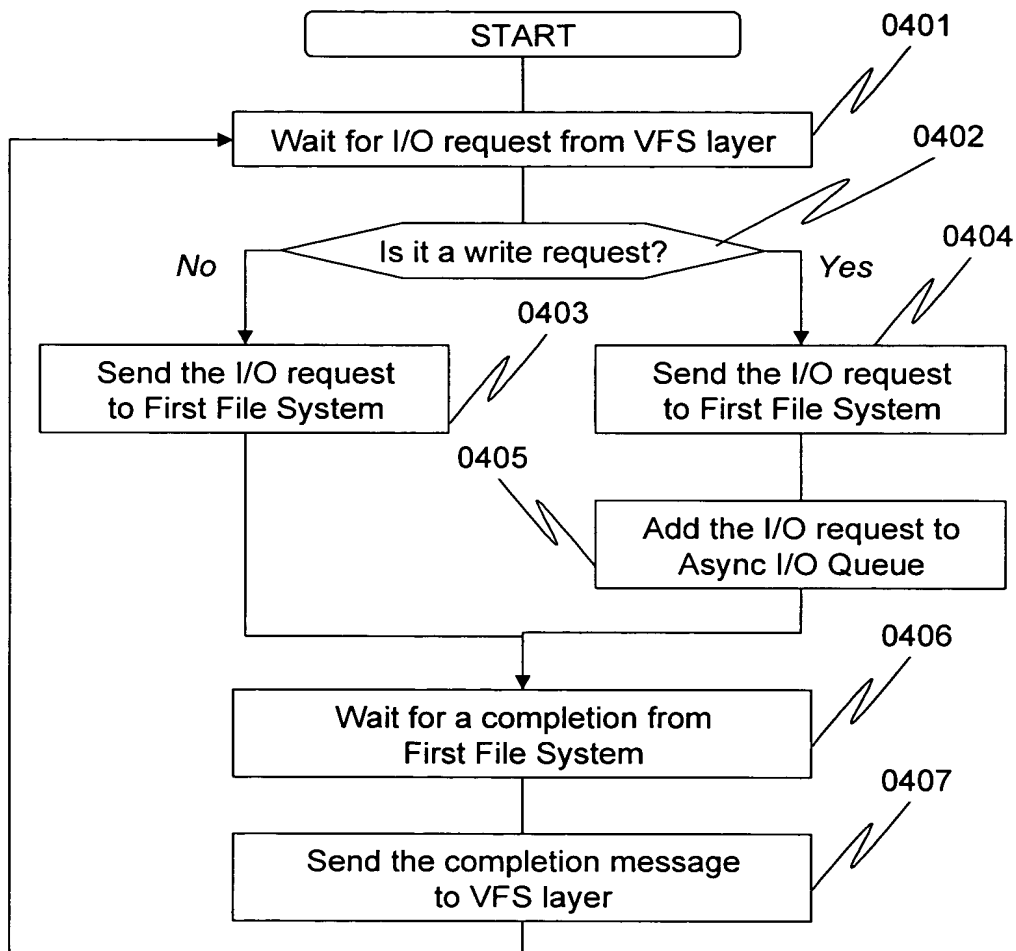 START
0401
Wait for I/O request from VFS layer
0402
Is it a write request?
0404
No
Yes
0403
Send the I/O request
to First File System
Send the I/O request
to First File System
0405
Add the I/O request to
Async I/O Queue
0406
Wait for a completion from
First File System
0407
Send the completion message
to VFS layer